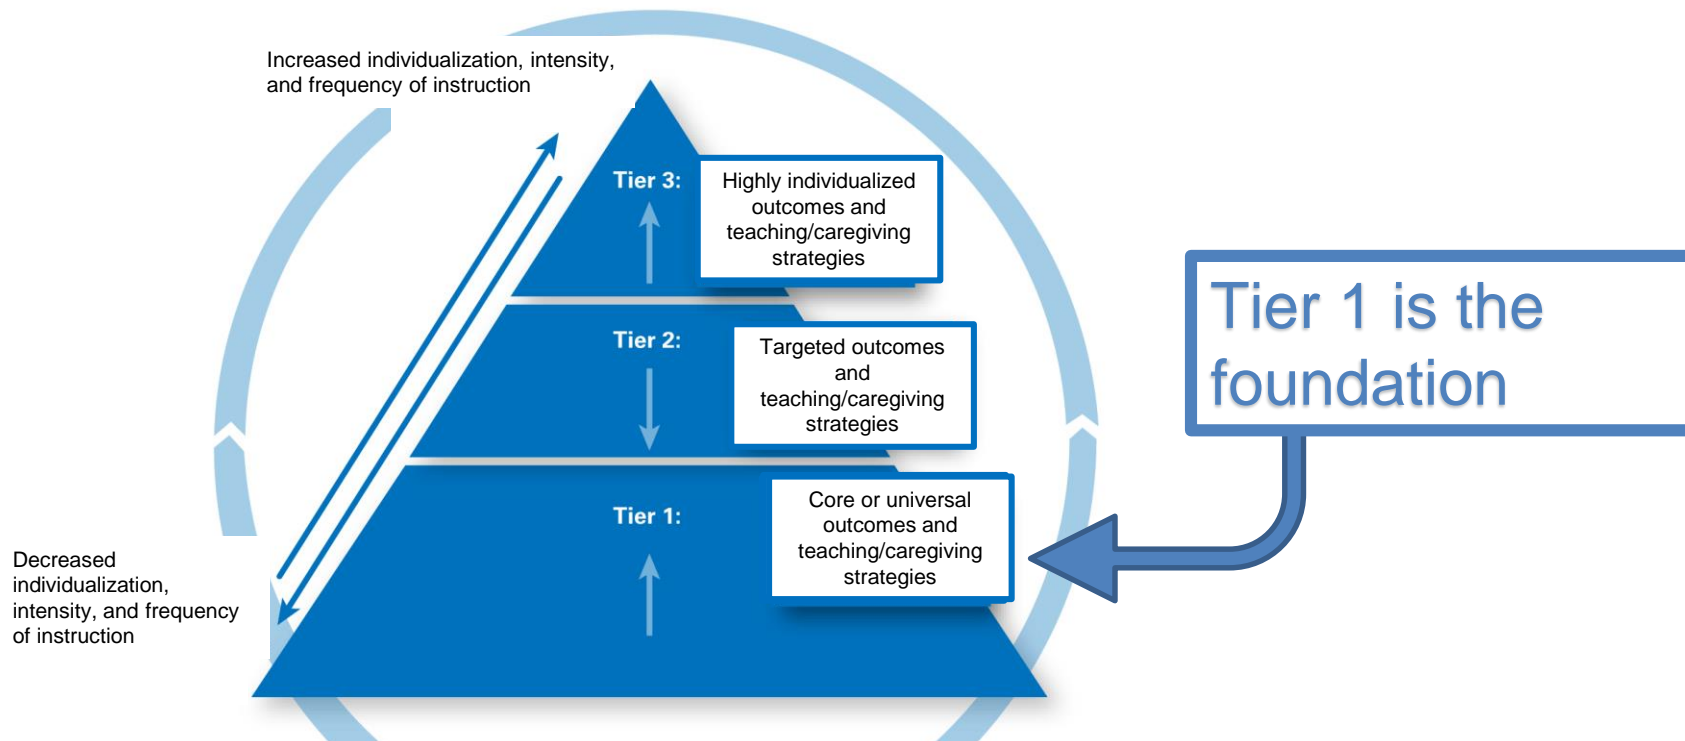 Increased individualization, intensity,
and frequency of instruction
Tier 3:
Highly individualized
outcomes and
teaching/caregiving
strategies
Tier 1 is the
foundation
Tier 2:
Targeted outcomes
and
teaching/caregiving
strategies
Tier 1:
Core or universal
outcomes and
teaching/caregiving
strategies
Decreased
individualization,
intensity, and frequency
of instruction